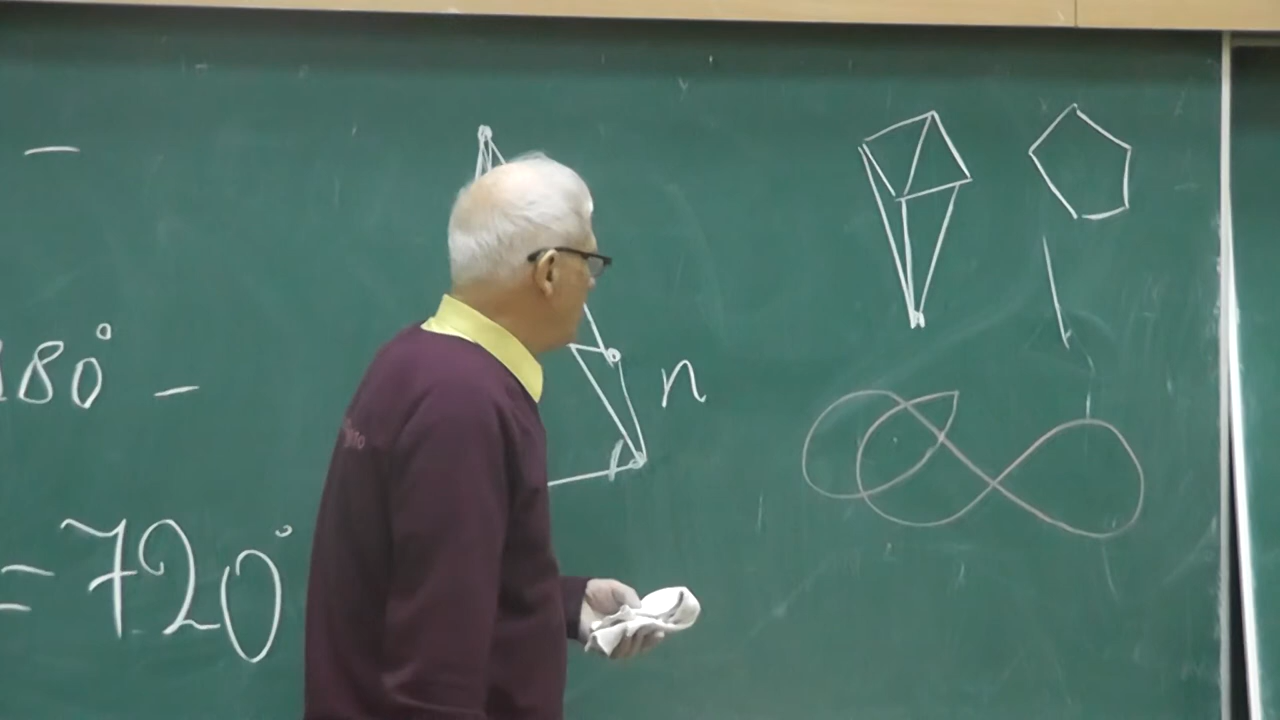 –
180° –
n
= 720°